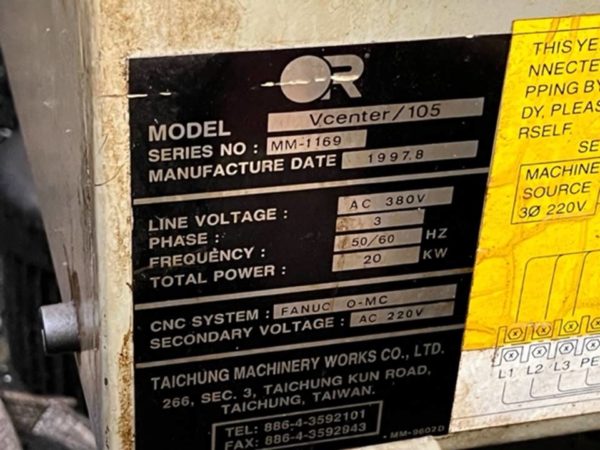 OR
MODEL Vcenter/105
SERIES NO : MM-1169
MANUFACTURE DATE 1997.8
LINE VOLTAGE : AC 380V
PHASE : 3
FREQUENCY : 50/60 HZ
TOTAL POWER : 20 KW
CNC SYSTEM : FANUC O-MC
SECONDARY VOLTAGE : AC 220V
TAICHUNG MACHINERY WORKS CO., LTD.
266, SEC. 3, TAICHUNG KUN ROAD,
TAICHUNG, TAIWAN.
TEL: 886-4-3592101
FAX: 886-4-3592943
MM-9607D
THIS YE
NNECTE
PPING BY
DY, PLEAS
RSELF.
SE
MACHINE
SOURCE
3Ø 220V
L1 L2 L3 PE